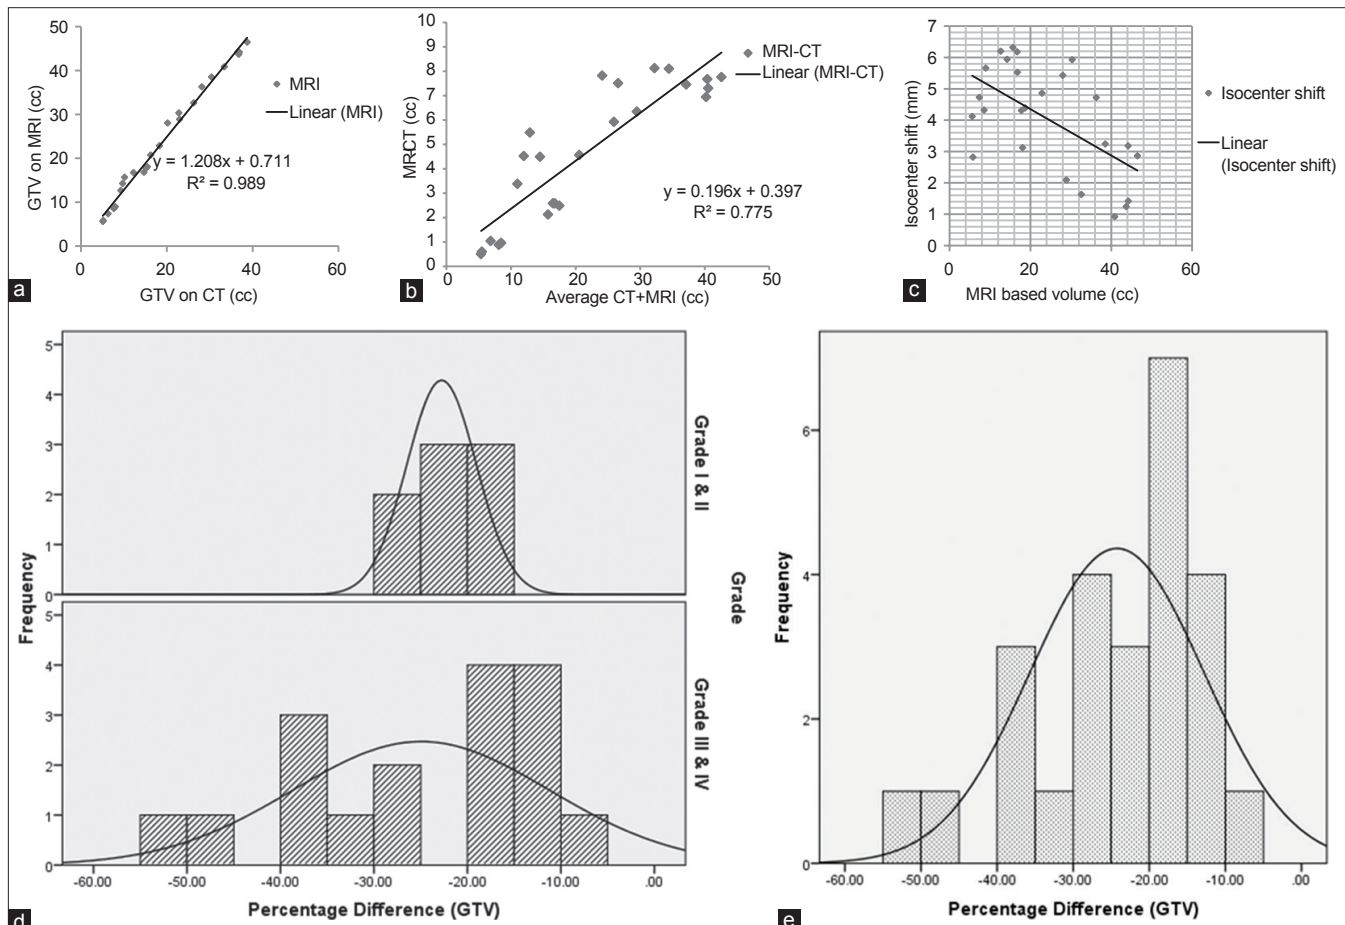 50
40
30
20
10
0
0 20 40 60
GTV on MRI (cc)
GTV on CT (cc)
MRI
Linear (MRI)
y = 1.208x + 0.711
R² = 0.989
a
10
9
8
7
6
5
4
3
2
1
0
0 10 20 30 40 50
MRI-CT (cc)
Average CT+MRI (cc)
MRI-CT
Linear (MRI-CT)
y = 0.196x + 0.397
R² = 0.775
b
7
6
5
4
3
2
1
0
0 20 40 60
Isocenter shift (mm)
MRI based volume (cc)
Isocenter shift
Linear
(Isocenter shift)
c
5
4
3
2
1
0
Grade I & II
Frequency
Grade
5
4
3
2
1
0
Grade III & IV
-60.00 -50.00 -40.00 -30.00 -20.00 -10.00 .00
Percentage Difference (GTV)
d
6
4
2
0
Frequency
-60.00 -50.00 -40.00 -30.00 -20.00 -10.00 .00
Percentage Difference (GTV)
e